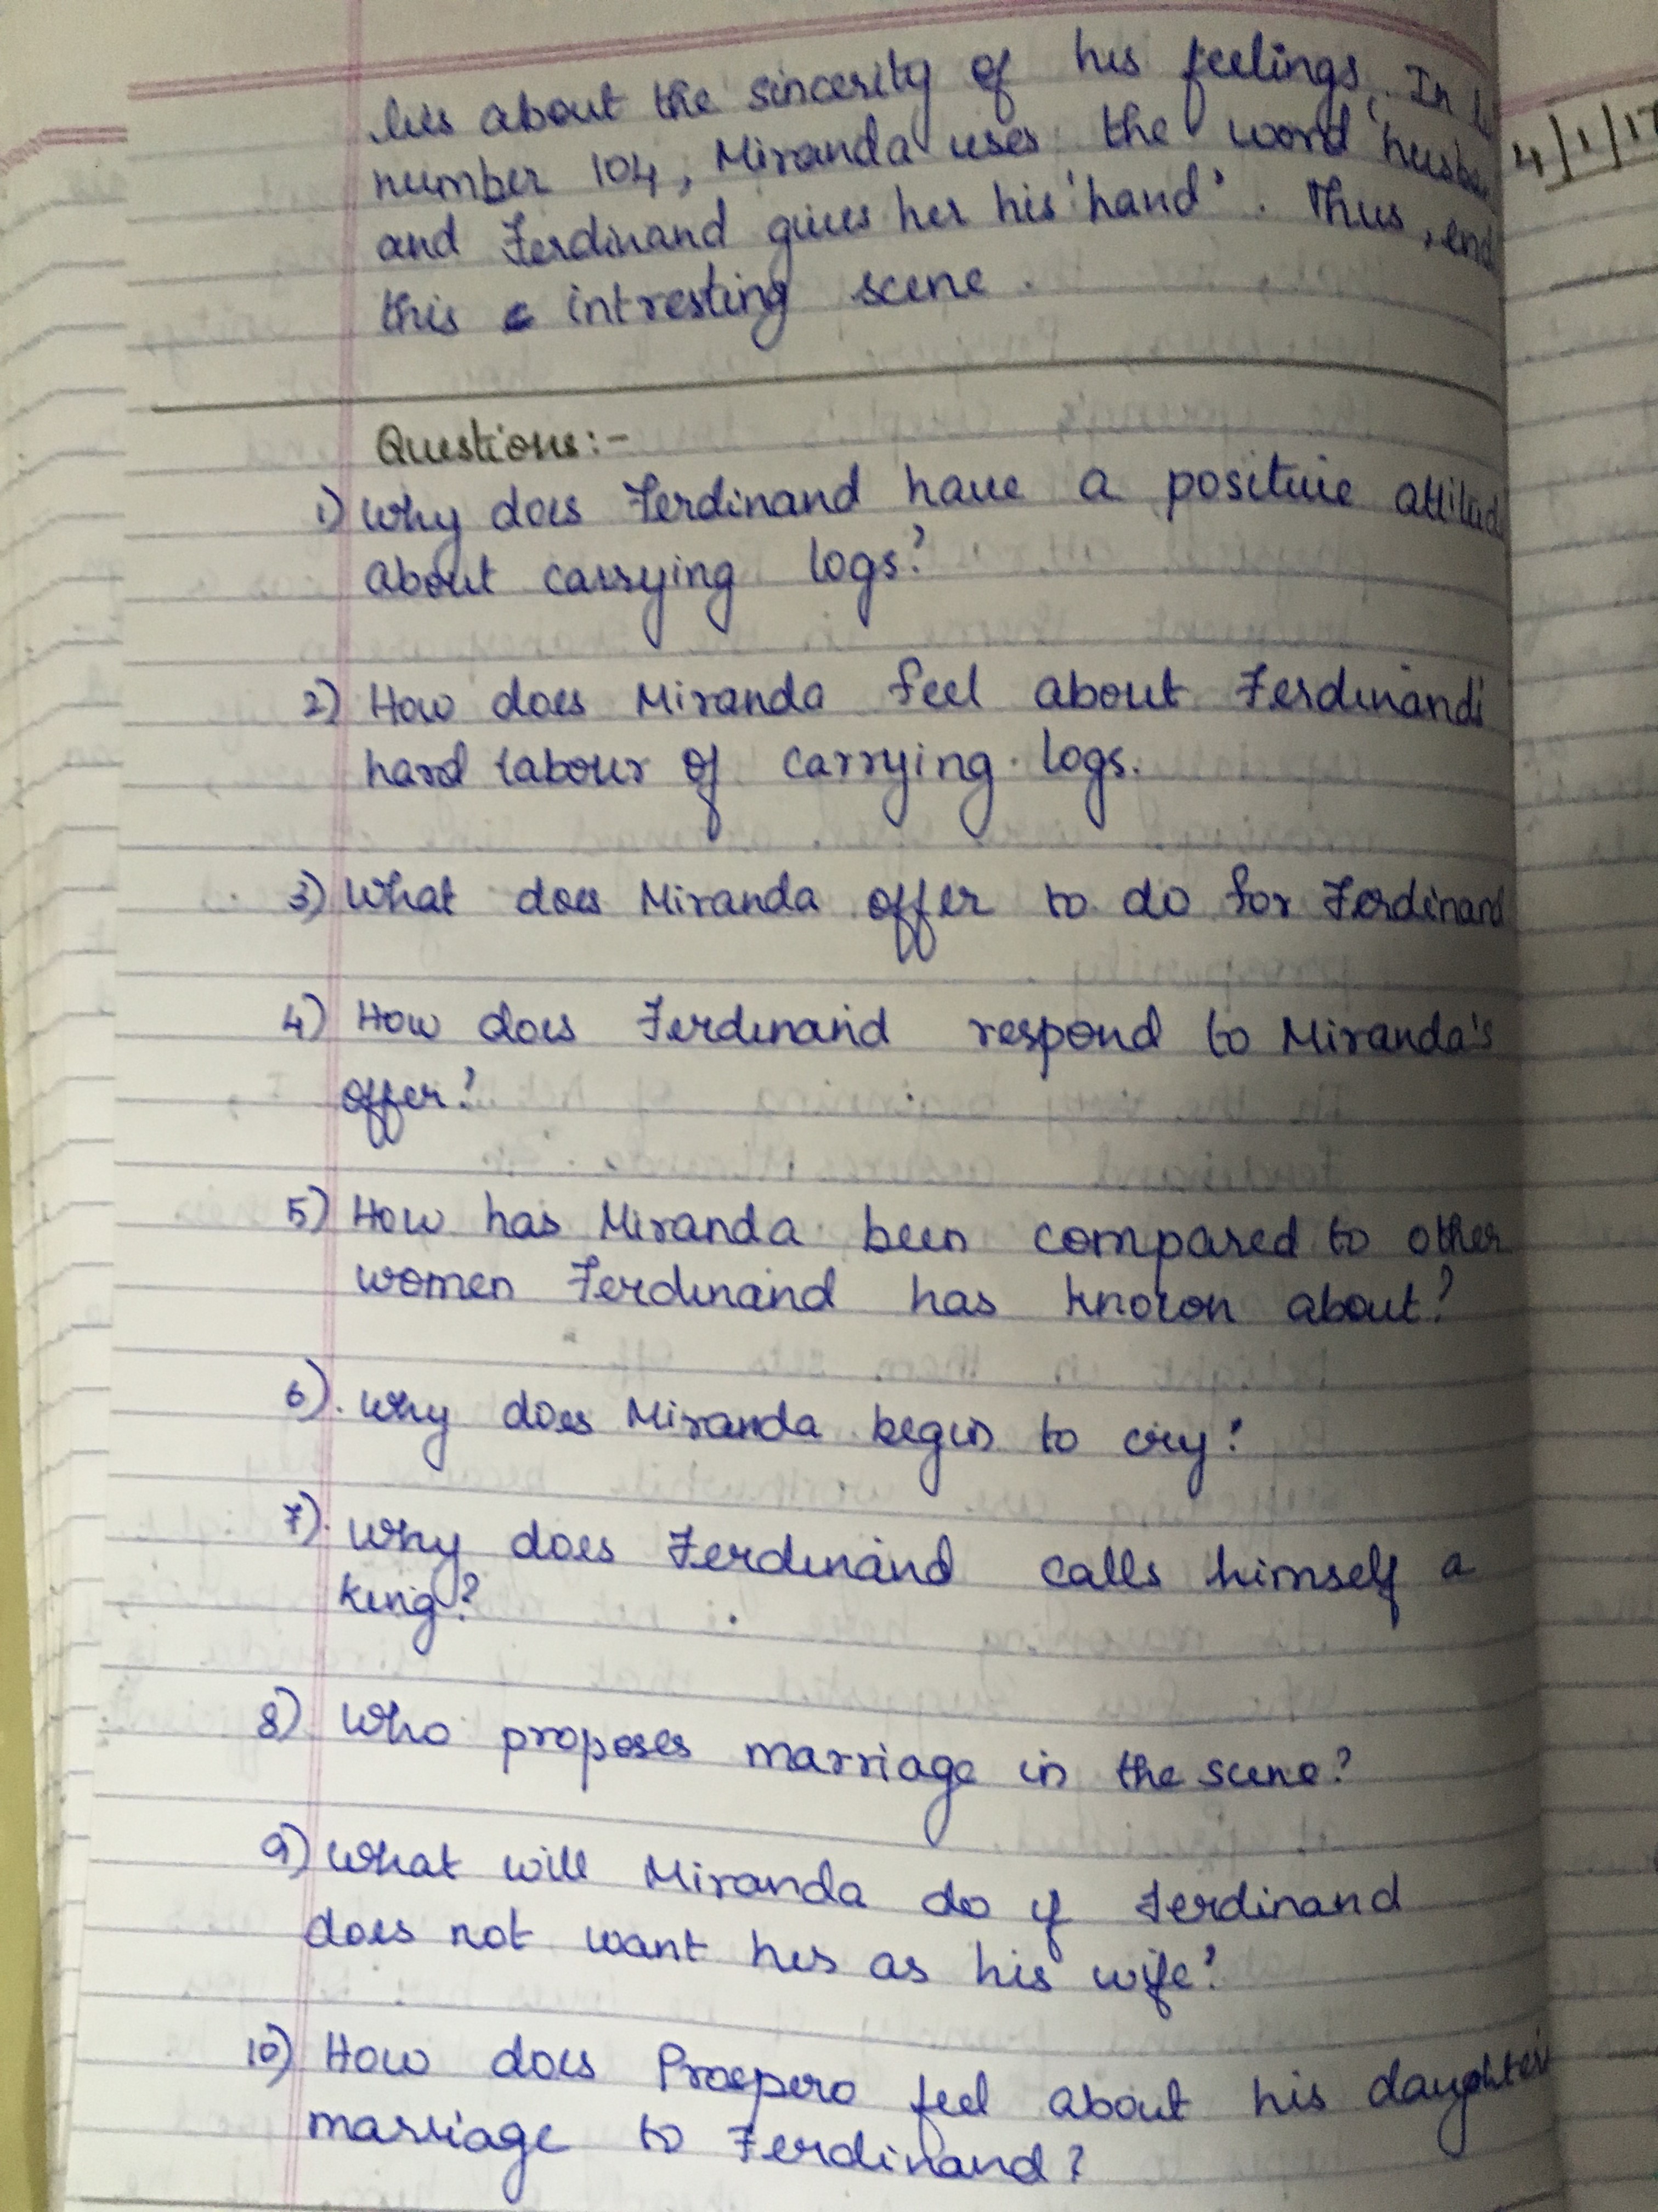 her about the sincerity of his feelings. In
number 104, Miranda uses the word 'husba
and Ferdinand gives her his 'hand'. Thus, end
this intresting scene.
4/1/17
Questions:-
1) Why does Ferdinand have a positive attitud
about carrying logs?
2) How does Miranda feel about Ferdinand's
hard labour of carrying logs.
3) What does Miranda offer to do for Ferdinand
4) How does Ferdinand respond to Miranda's
offer?
5) How has Miranda been compared to other
women Ferdinand has known about?
6). Why does Miranda begin to cry?
7). Why does Ferdinand calls himself a
king?
8) Who proposes marriage in the scene?
9) What will Miranda do if Ferdinand
does not want her as his wife?
10) How does Prospero feel about his daughter's
marriage to Ferdinand?